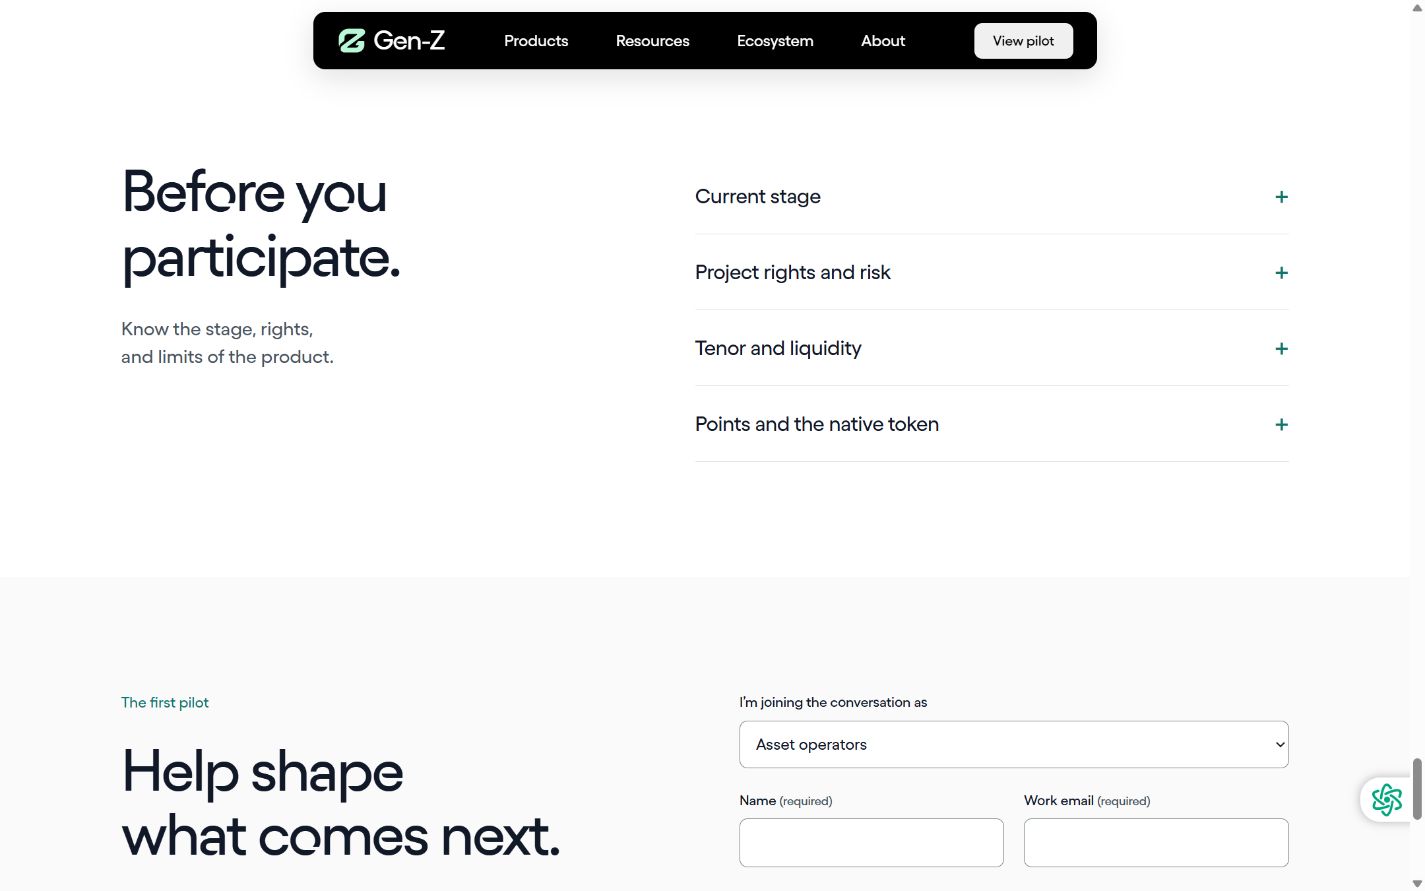 Gen-Z
Products
Resources
Ecosystem
About
View pilot
Before you
participate.
Know the stage, rights,
and limits of the product.
Current stage
Project rights and risk
Tenor and liquidity
Points and the native token
The first pilot
Help shape
what comes next.
I'm joining the conversation as
Asset operators
Name (required)
Work email (required)